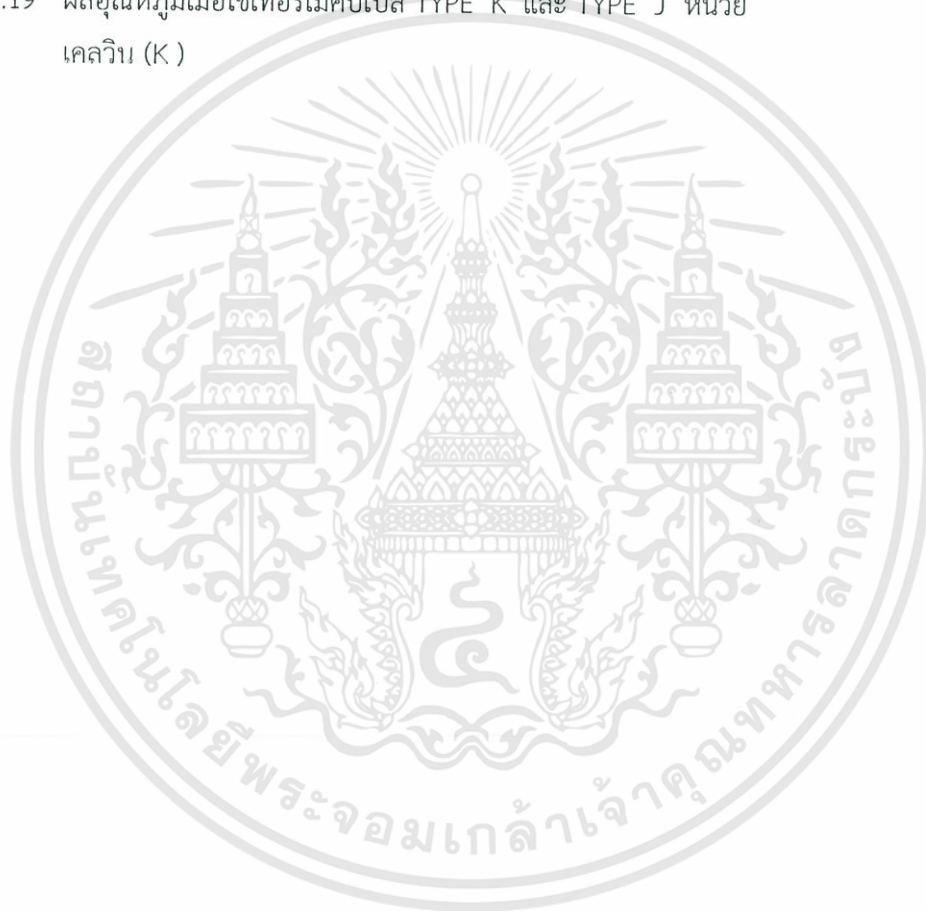 .19 ผลอุณหภูมิเมื่อใช้เทอร์โมคัปเปิล TYPE K และ TYPE J หน่วย
เคลวิน (K)
สถาบันเทคโนโลยีพระจอมเกล้าเจ้าคุณทหารลาดกระบัง
๔